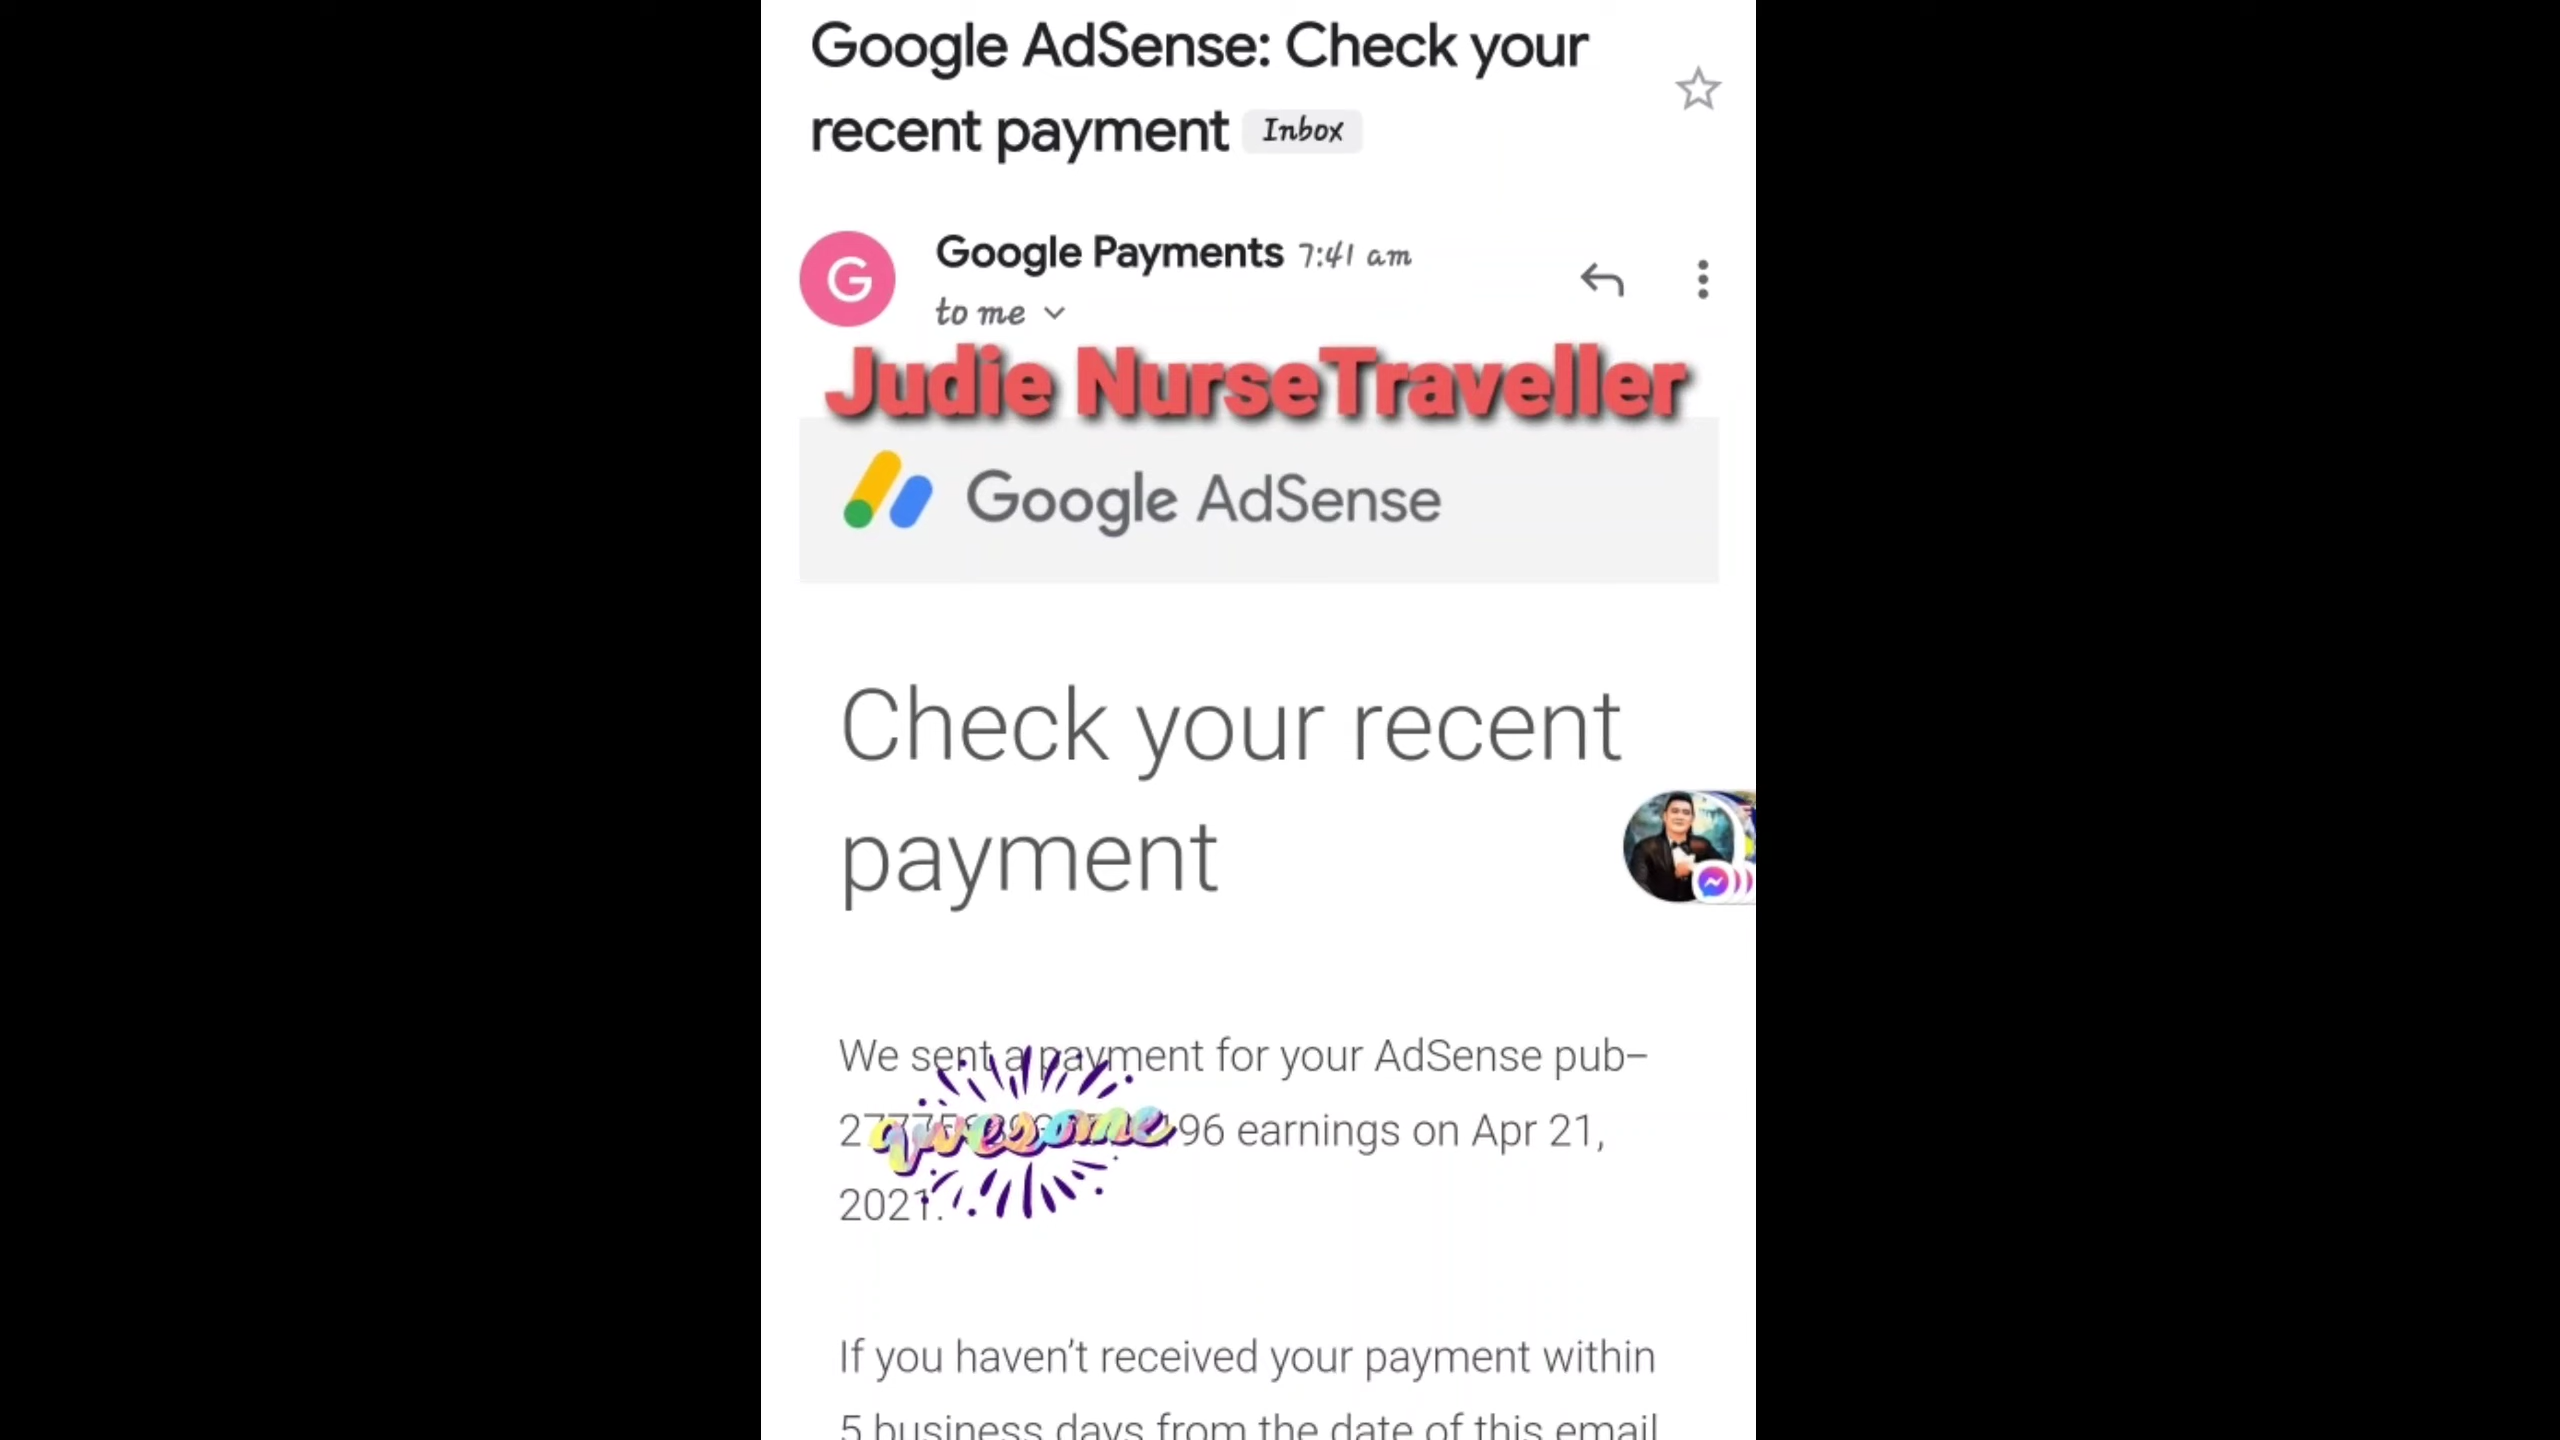 Google AdSense: Check your
recent payment Inbox
G Google Payments 7:41 am
to me
Judie NurseTraveller
Google AdSense
Check your recent
payment
We sent a payment for your AdSense pub-
96 earnings on Apr 21,
awesome
2021.
If you haven't received your payment within
5 business days from the date of this email